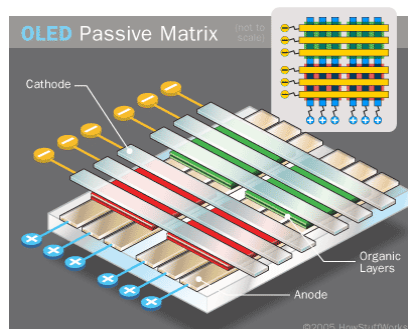 OLED Passive Matrix
(not to
scale)
Cathode
Organic
Layers
Anode
©2005 HowStuffWorks